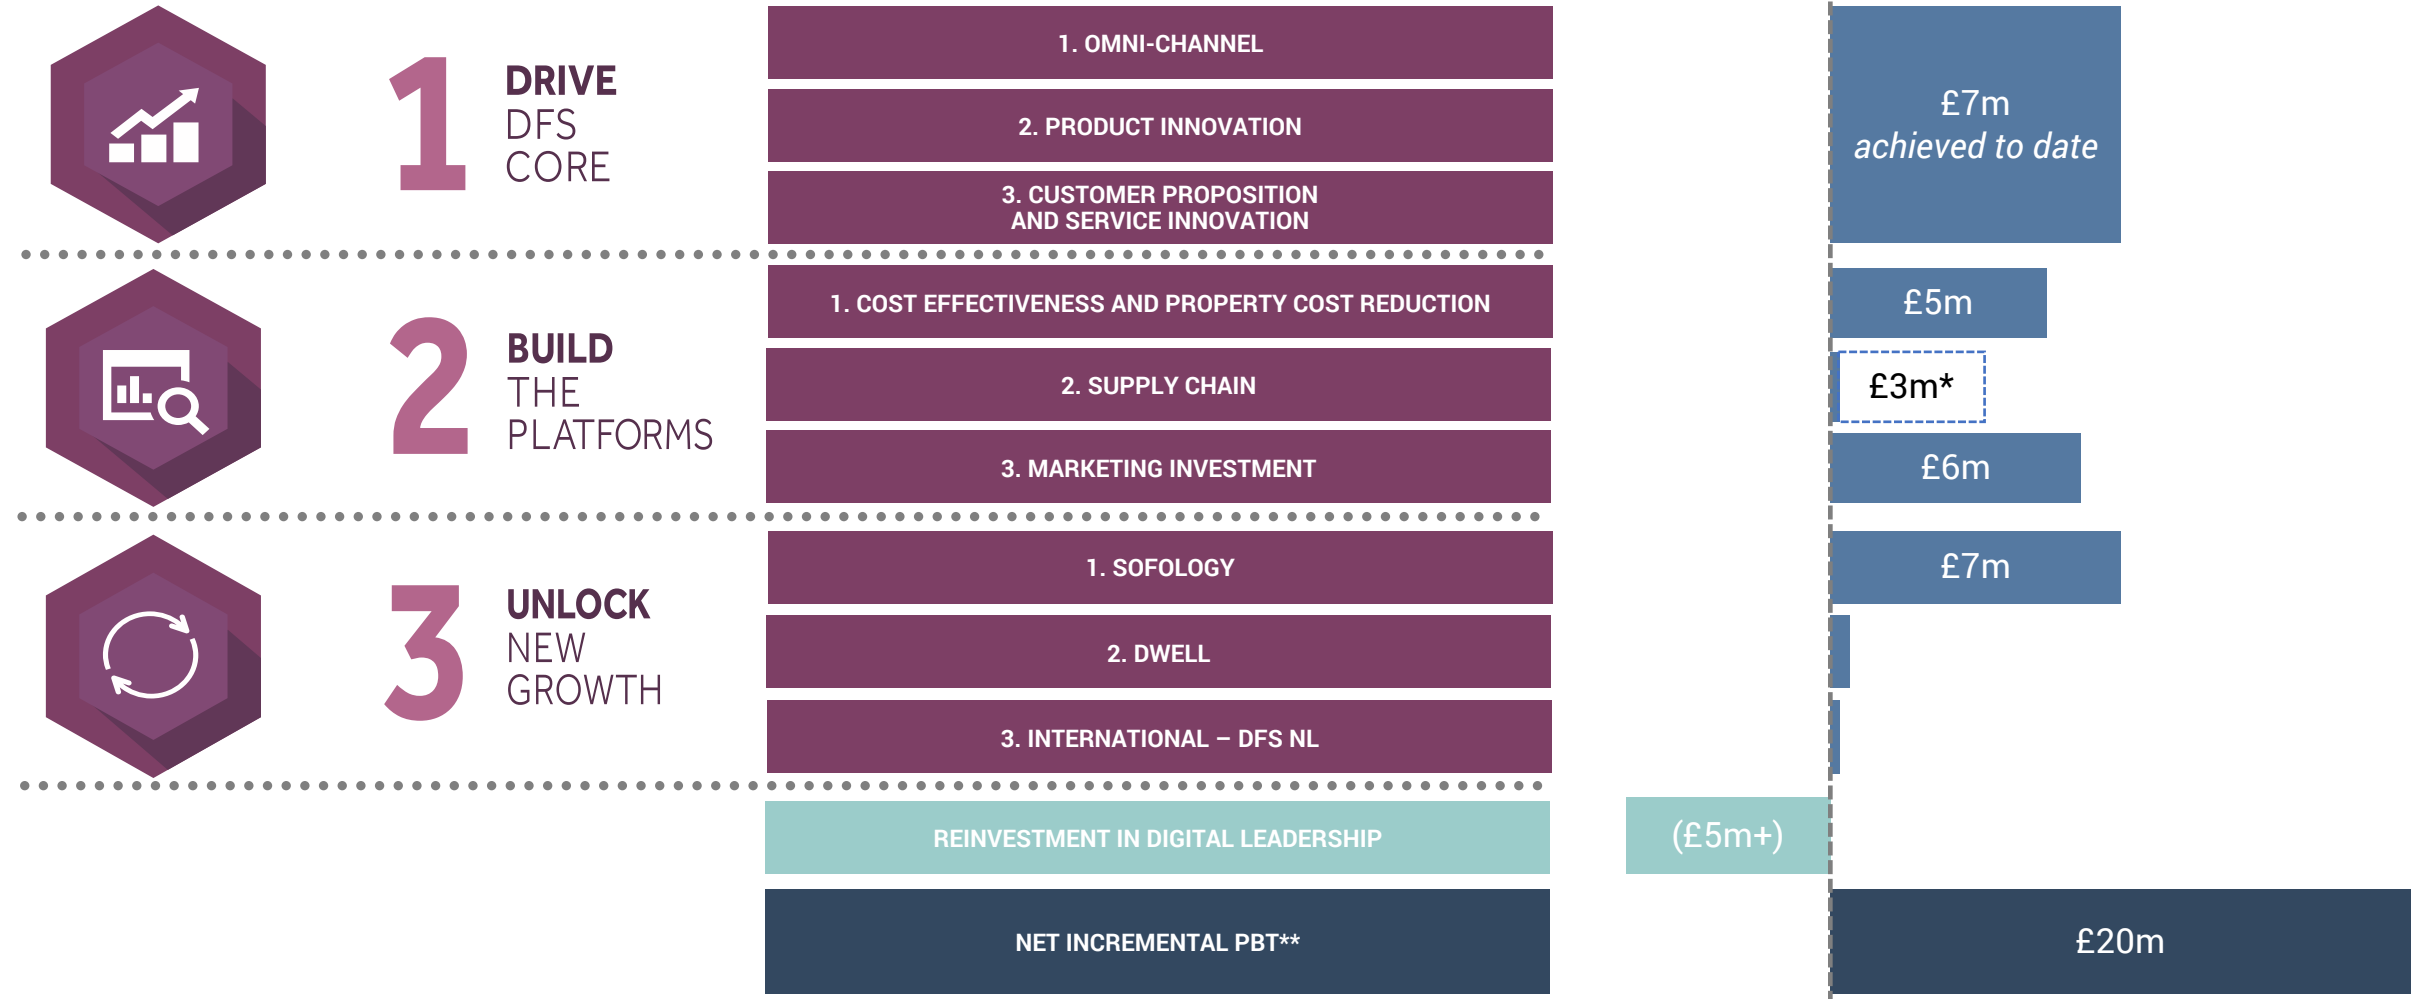 1
DRIVE
DFS
CORE
1. OMNI-CHANNEL
2. PRODUCT INNOVATION
3. CUSTOMER PROPOSITION
AND SERVICE INNOVATION
£7m
achieved to date
2
BUILD
THE
PLATFORMS
1. COST EFFECTIVENESS AND PROPERTY COST REDUCTION
£5m
2. SUPPLY CHAIN
£3m*
3. MARKETING INVESTMENT
£6m
3
UNLOCK
NEW
GROWTH
1. SOFOLOGY
£7m
2. DWELL
3. INTERNATIONAL – DFS NL
REINVESTMENT IN DIGITAL LEADERSHIP
(£5m+)
NET INCREMENTAL PBT**
£20m